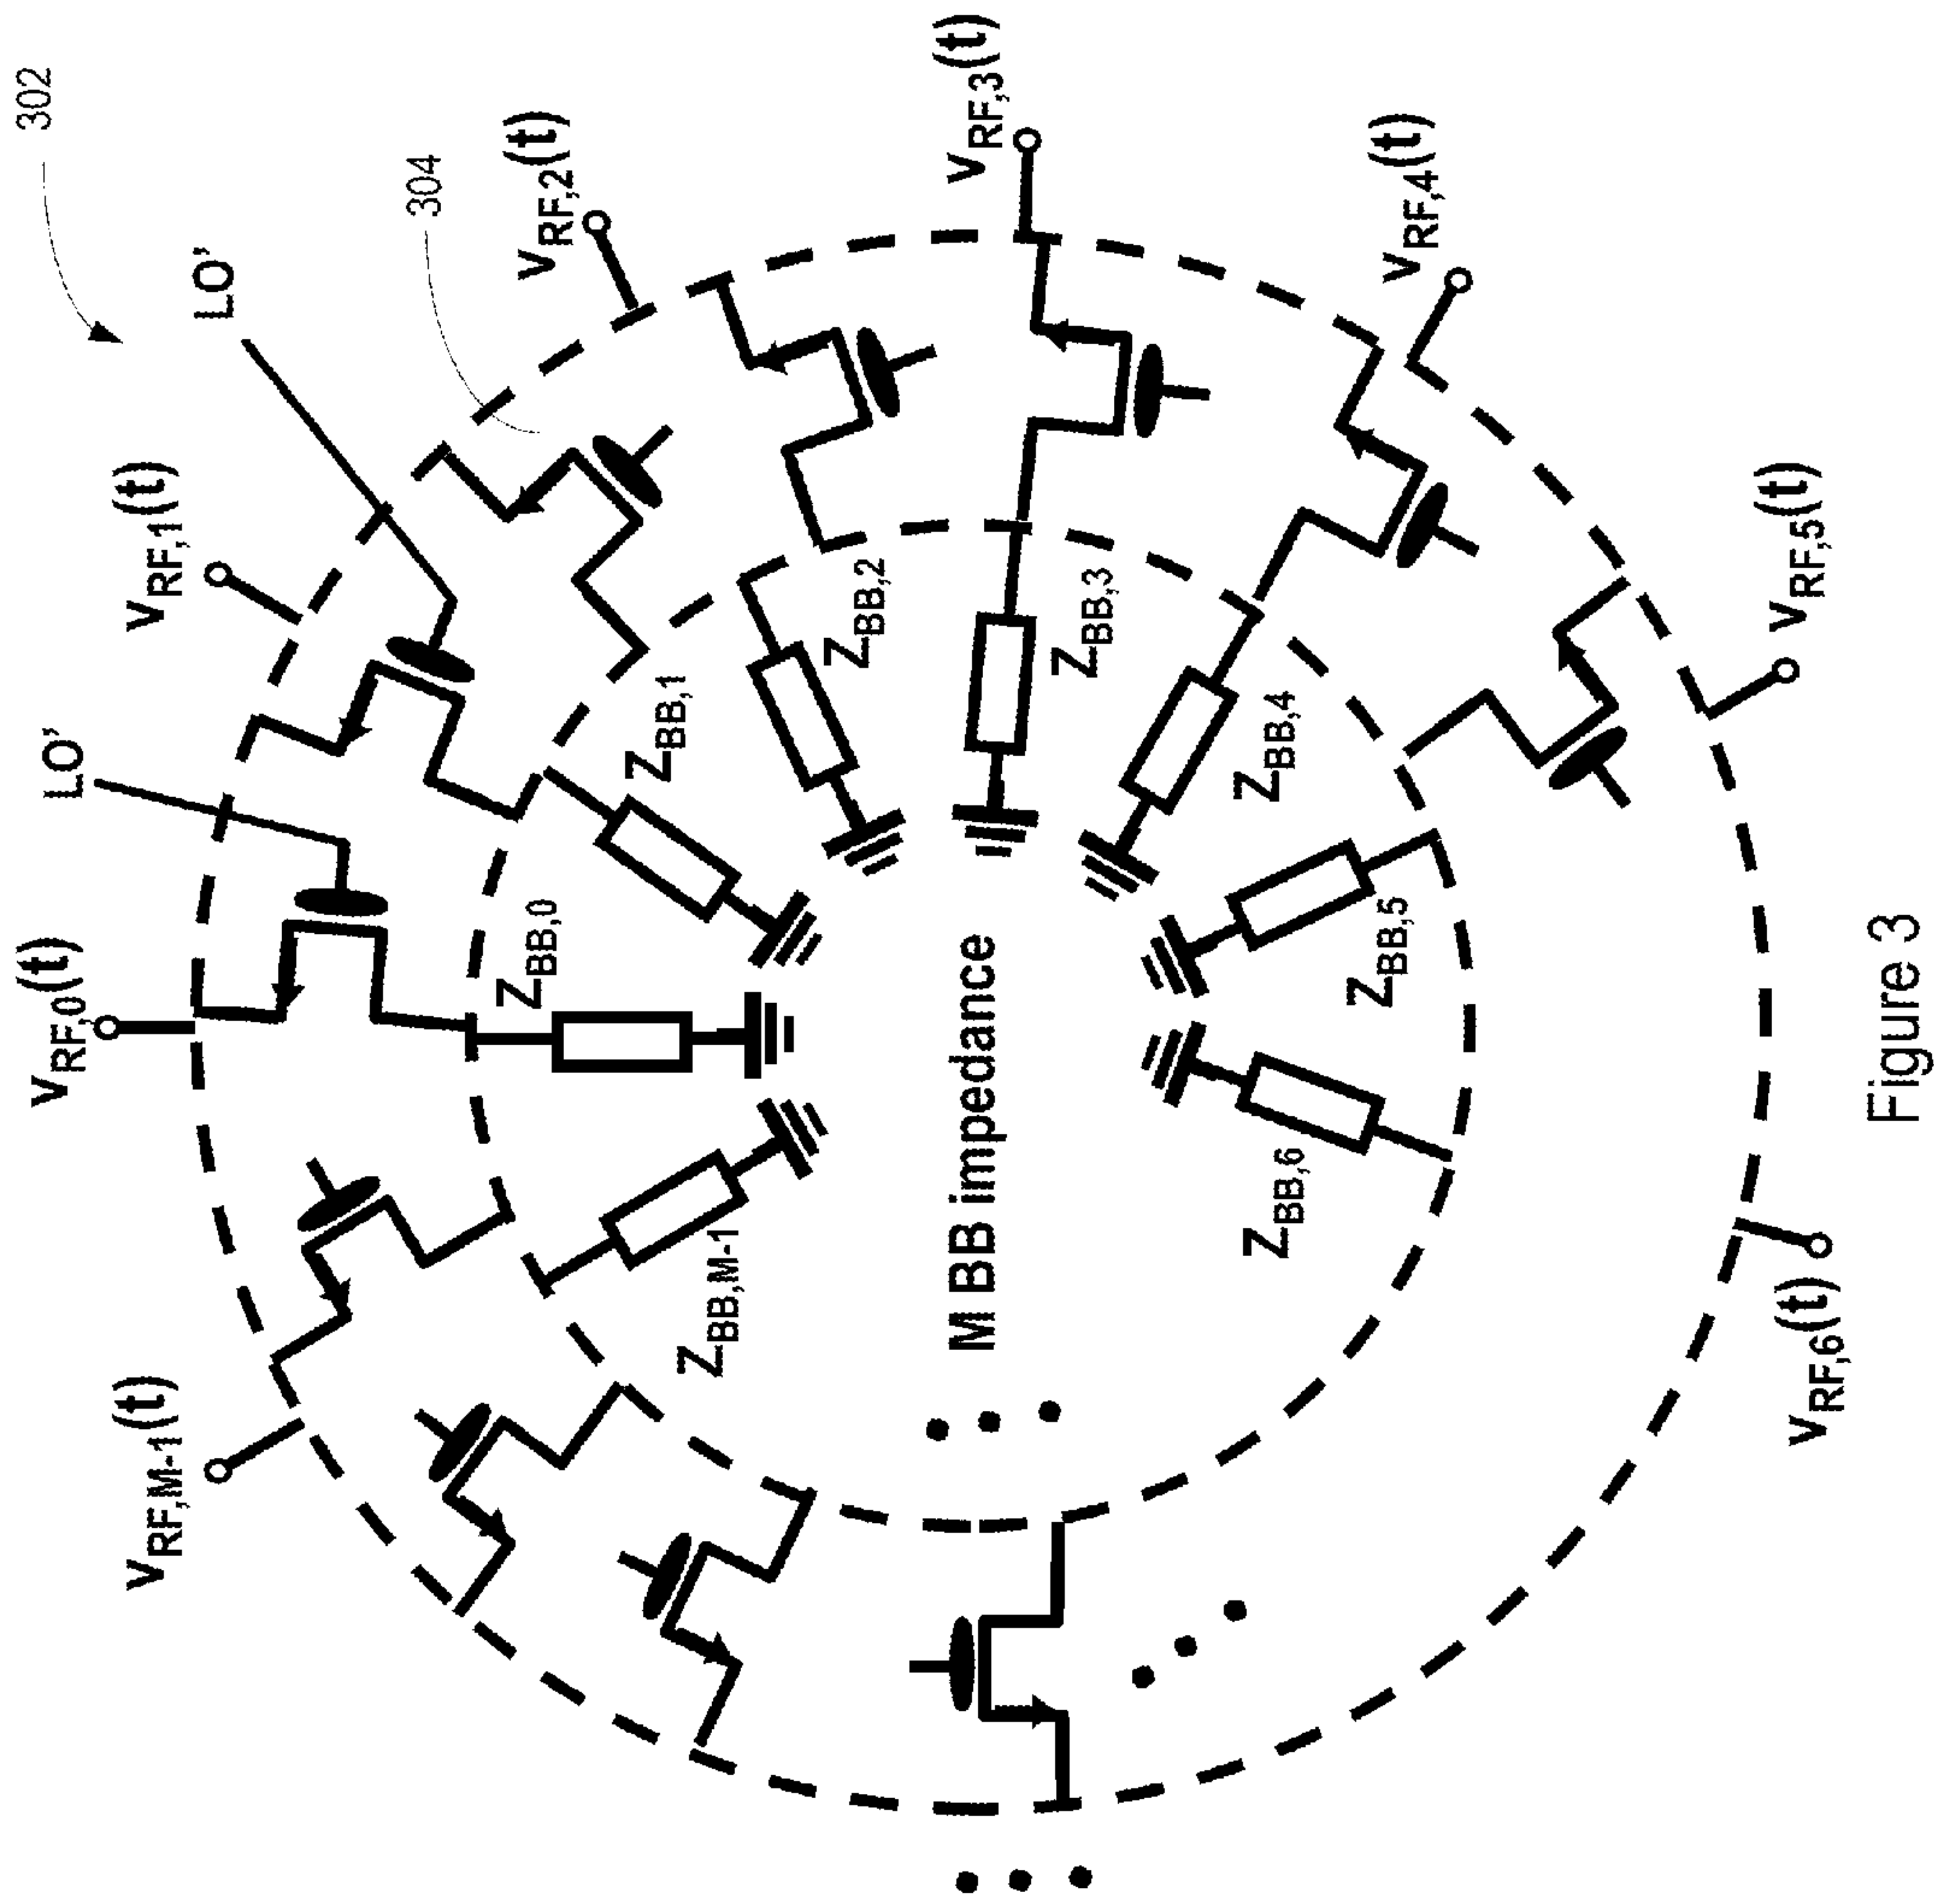 302
304
LO'
LO'
V_RF,0(t)
V_RF,1(t)
V_RF,2(t)
V_RF,3(t)
V_RF,4(t)
V_RF,5(t)
V_RF,6(t)
V_RF,M-1(t)
Z_BB,0
Z_BB,1
Z_BB,2
Z_BB,3
Z_BB,4
Z_BB,5
Z_BB,6
Z_BB,M-1
M BB impedance
Figure 3